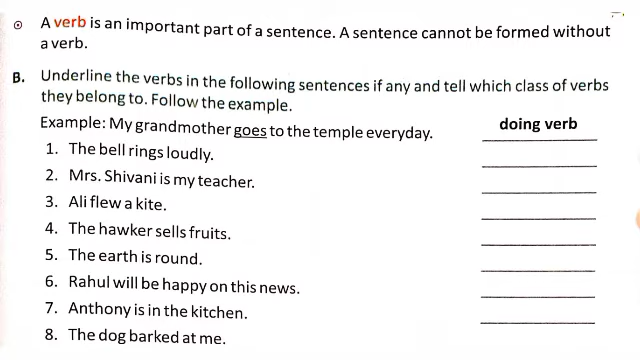 A verb is an important part of a sentence. A sentence cannot be formed without
a verb.
B. Underline the verbs in the following sentences if any and tell which class of verbs
they belong to. Follow the example.
Example: My grandmother goes to the temple everyday. doing verb
1. The bell rings loudly.
2. Mrs. Shivani is my teacher.
3. Ali flew a kite.
4. The hawker sells fruits.
5. The earth is round.
6. Rahul will be happy on this news.
7. Anthony is in the kitchen.
8. The dog barked at me.